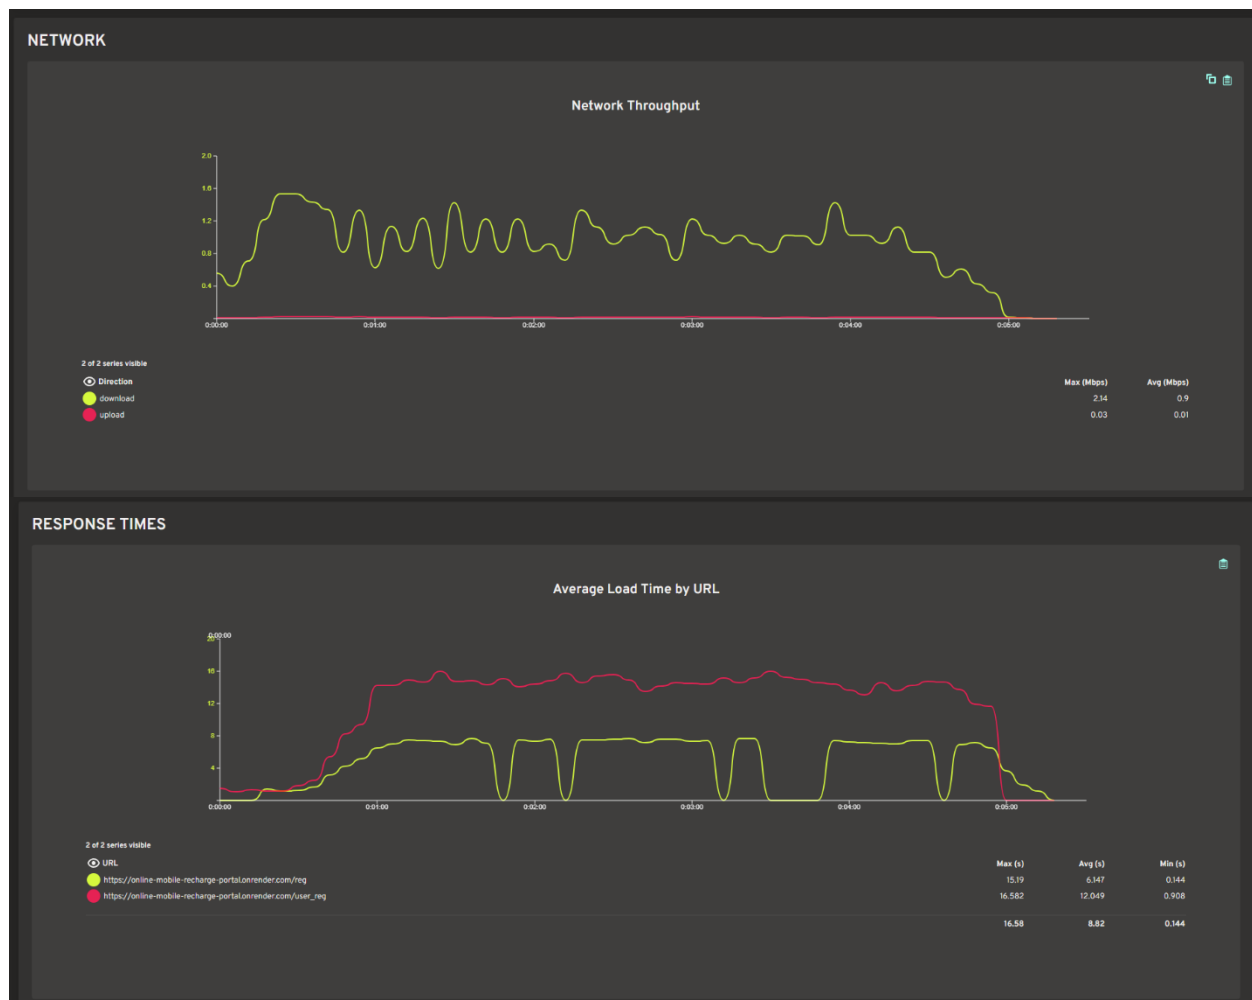 NETWORK
Network Throughput
2.0
1.6
1.2
0.8
0.4
0:00:00 0:01:00 0:02:00 0:03:00 0:04:00 0:05:00
2 of 2 series visible
Direction Max (Mbps) Avg (Mbps)
download 2.14 0.9
upload 0.03 0.01
RESPONSE TIMES
Average Load Time by URL
0:00:00
20
16
12
8
4
0:00:00 0:01:00 0:02:00 0:03:00 0:04:00 0:05:00
2 of 2 series visible
URL Max (s) Avg (s) Min (s)
https://online-mobile-recharge-portal.onrender.com/reg 15.19 6.147 0.144
https://online-mobile-recharge-portal.onrender.com/user_reg 16.582 12.049 0.908
16.58 8.82 0.144